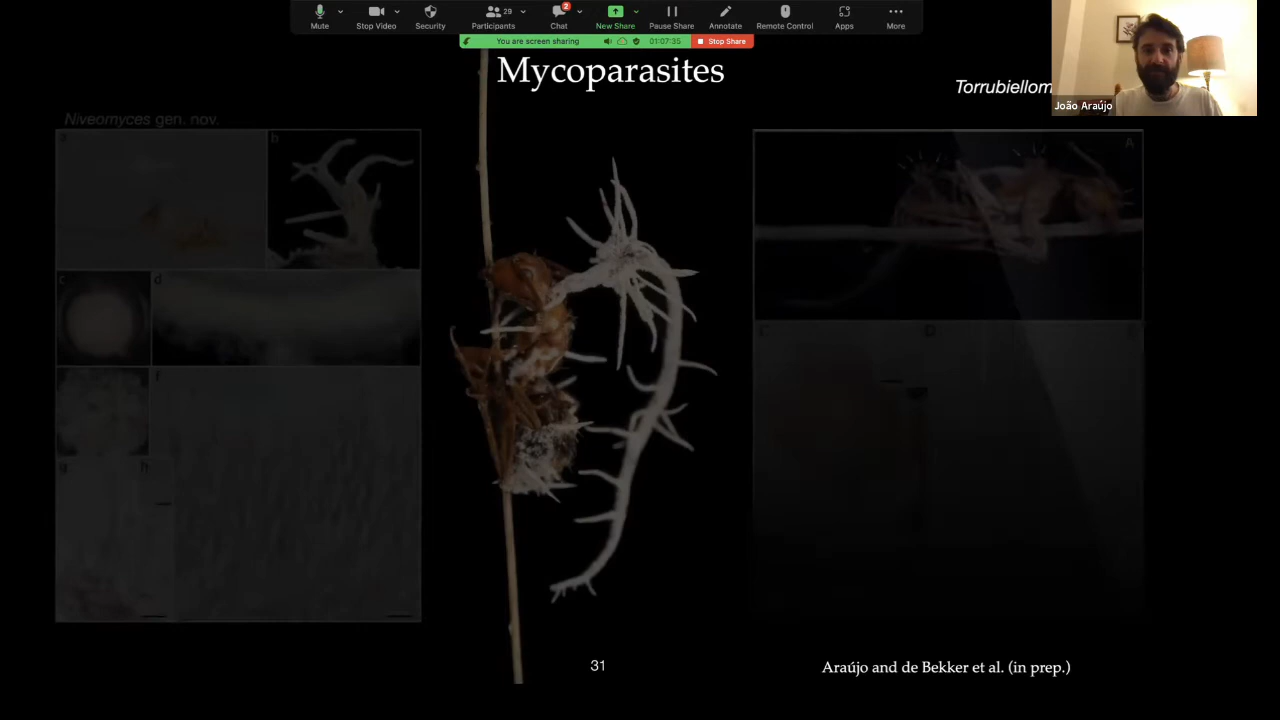 Mute
Stop Video
Security
Participants
29
Chat
2
New Share
Pause Share
Annotate
Remote Control
Apps
More
You are screen sharing
01:07:35
Stop Share
Mycoparasites
Torrubiellom
João Araújo
Niveomyces gen. nov.
a
b
c
d
f
g
h
A
31
Araújo and de Bekker et al. (in prep.)